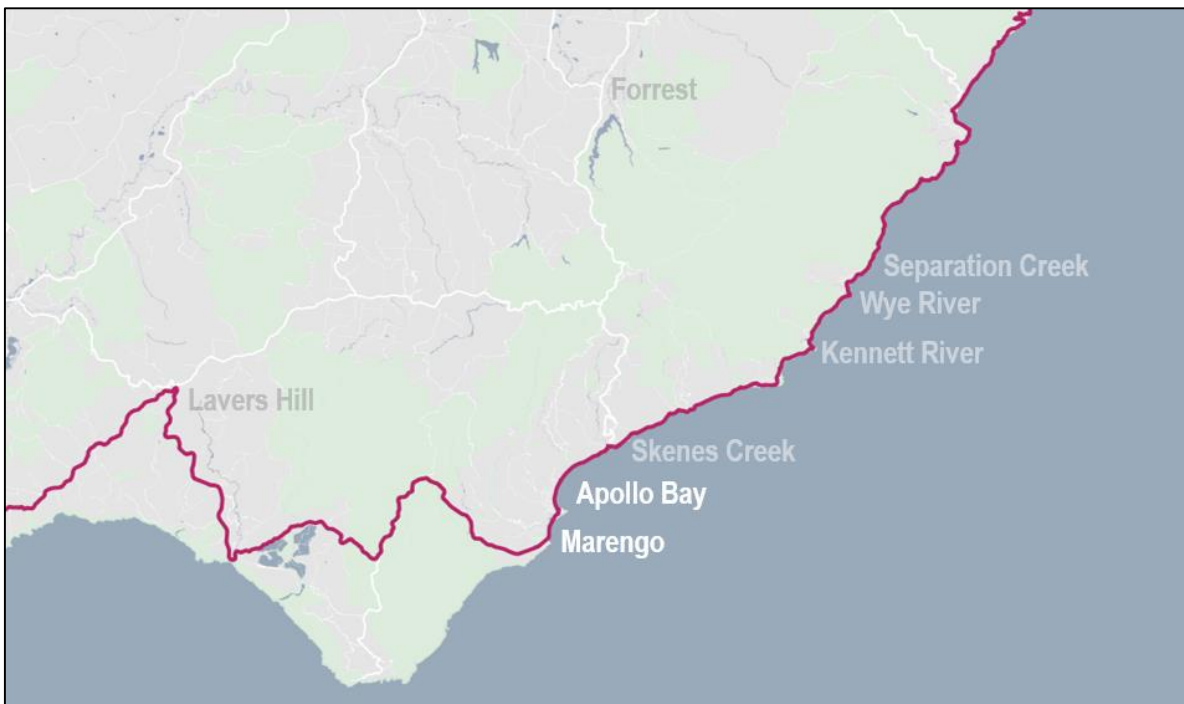 Forrest
Separation Creek
Wye River
Kennett River
Lavers Hill
Skenes Creek
Apollo Bay
Marengo